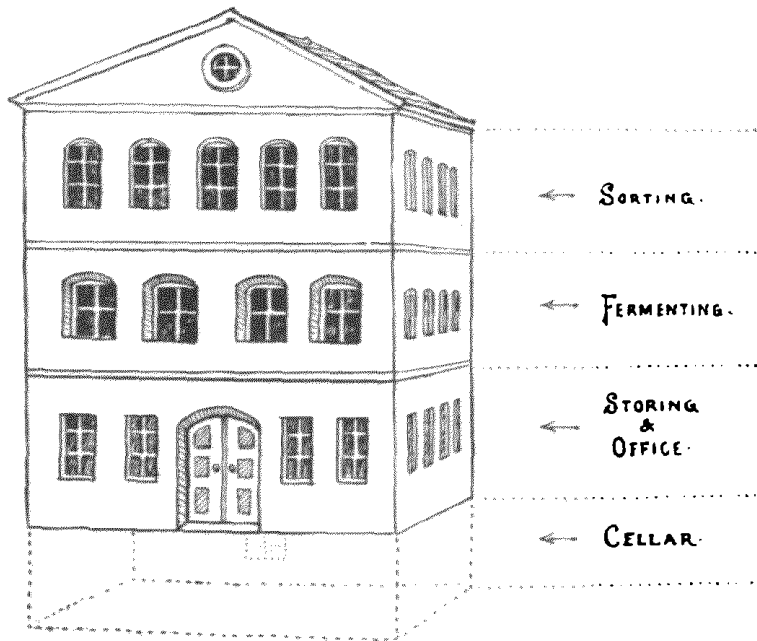 SORTING.
FERMENTING.
STORING
&
OFFICE.
CELLAR.